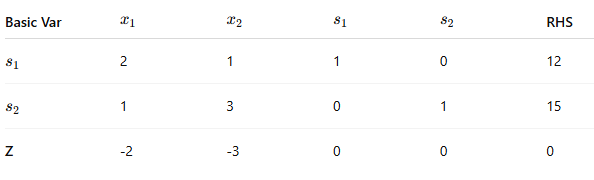 Basic Var x₁ x₂ s₁ s₂ RHS
s₁ 2 1 1 0 12
s₂ 1 3 0 1 15
Z -2 -3 0 0 0